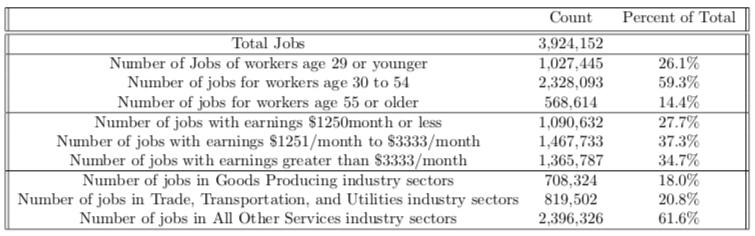 Count Percent of Total
Total Jobs 3,924,152
Number of Jobs of workers age 29 or younger 1,027,445 26.1%
Number of jobs for workers age 30 to 54 2,328,093 59.3%
Number of jobs for workers age 55 or older 568,614 14.4%
Number of jobs with earnings $1250month or less 1,090,632 27.7%
Number of jobs with earnings $1251/month to $3333/month 1,467,733 37.3%
Number of jobs with earnings greater than $3333/month 1,365,787 34.7%
Number of jobs in Goods Producing industry sectors 708,324 18.0%
Number of jobs in Trade, Transportation, and Utilities industry sectors 819,502 20.8%
Number of jobs in All Other Services industry sectors 2,396,326 61.6%